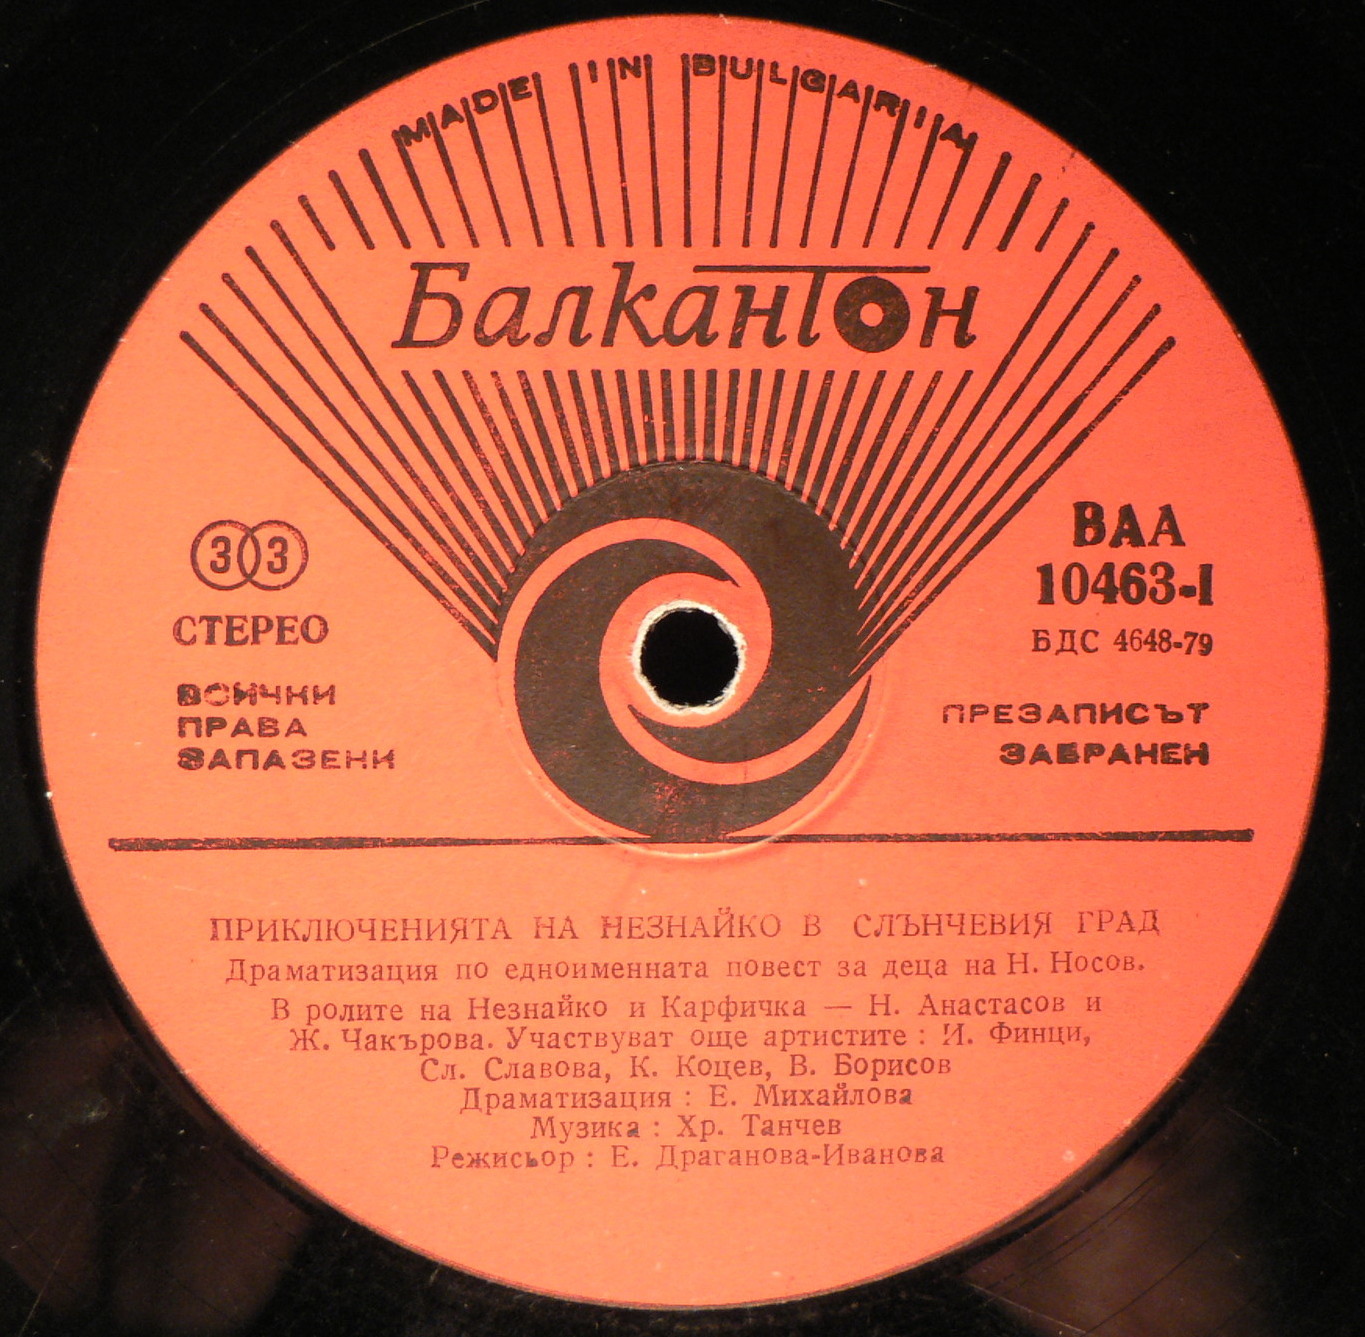 MADE IN BULGARIA
Балкантон
33
СТЕРЕО
ВСИЧКИ
ПРАВА
ЗАПАЗЕНИ
ВАА
10463-I
БДС 4648-79
ПРЕЗАПИСЪТ
ЗАБРАНЕН
ПРИКЛЮЧЕНИЯТА НА НЕЗНАЙКО В СЛЪНЧЕВИЯ ГРАД
Драматизация по едноименната повест за деца на Н. Носов.
В ролите на Незнайко и Карфичка — Н. Анастасов и
Ж. Чакърова. Участвуват още артистите : И. Финци,
Сл. Славова, К. Коцев, В. Борисов
Драматизация : Е. Михайлова
Музика : Хр. Танчев
Режисьор : Е. Драганова-Иванова